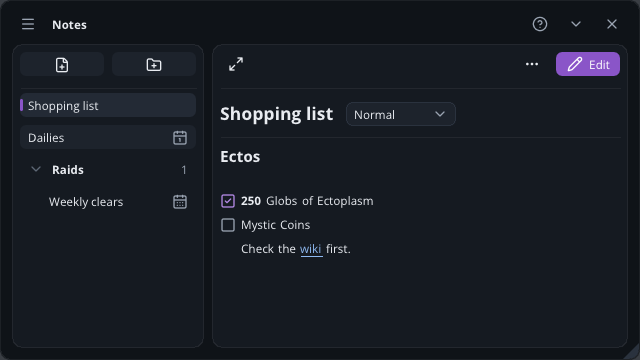 Notes
Edit
Shopping list
Dailies
Raids 1
Weekly clears
Shopping list Normal
Ectos
250 Globs of Ectoplasm
Mystic Coins
Check the wiki first.